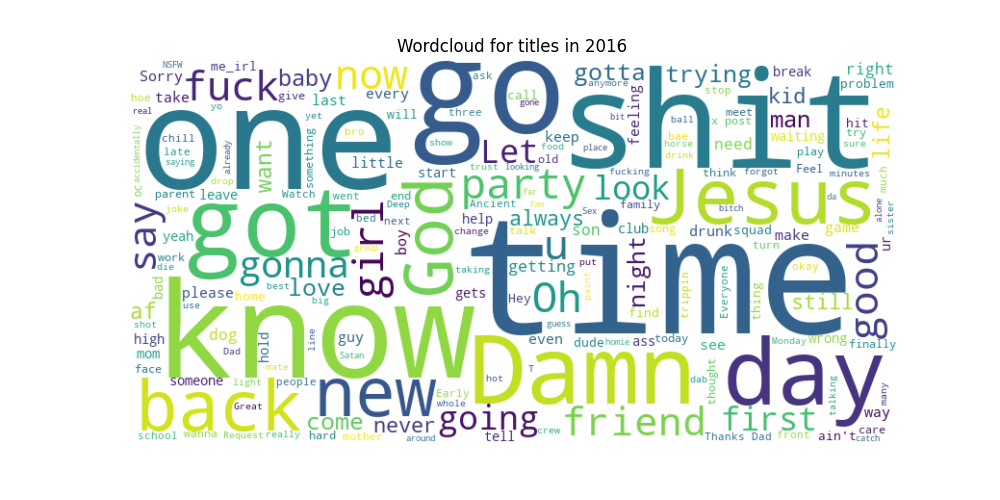 Wordcloud for titles in 2016
NSFW me_irl go ask gotta trying break right
Sorry fuck baby now anymore shit stop kid problem
hoe take give last every call gone feeling
real yo yet will three bit ball x post meet man hit life
one bro keep bae need waiting try
OC accidentally chill already something want little show food place horse play sure
late Let old drink
saying start trust looking fucking think forgot Feel minutes
parent leave drop Watch went end party look Jesus da much
joke got girl God Deep far fam Sex family bitch alone sister
say bed next help always son club song drunk squad make game
yeah job boy change talk u turn ur
work group taking getting put night okay good
die gonna
bad please home best love gets Hey Oh paint find trippin Everyone thing still
use big time
af shot know line guess
high dog hold guy even dude homie ass today see Monday wrong finally
mom Dad Satan
face mate Damn day
someone light people hot T dab thought talking many
back Great new Early
whole friend first way
come never going crew care
school wanna Request really hard mother around tell Thanks Dad front ain't catch